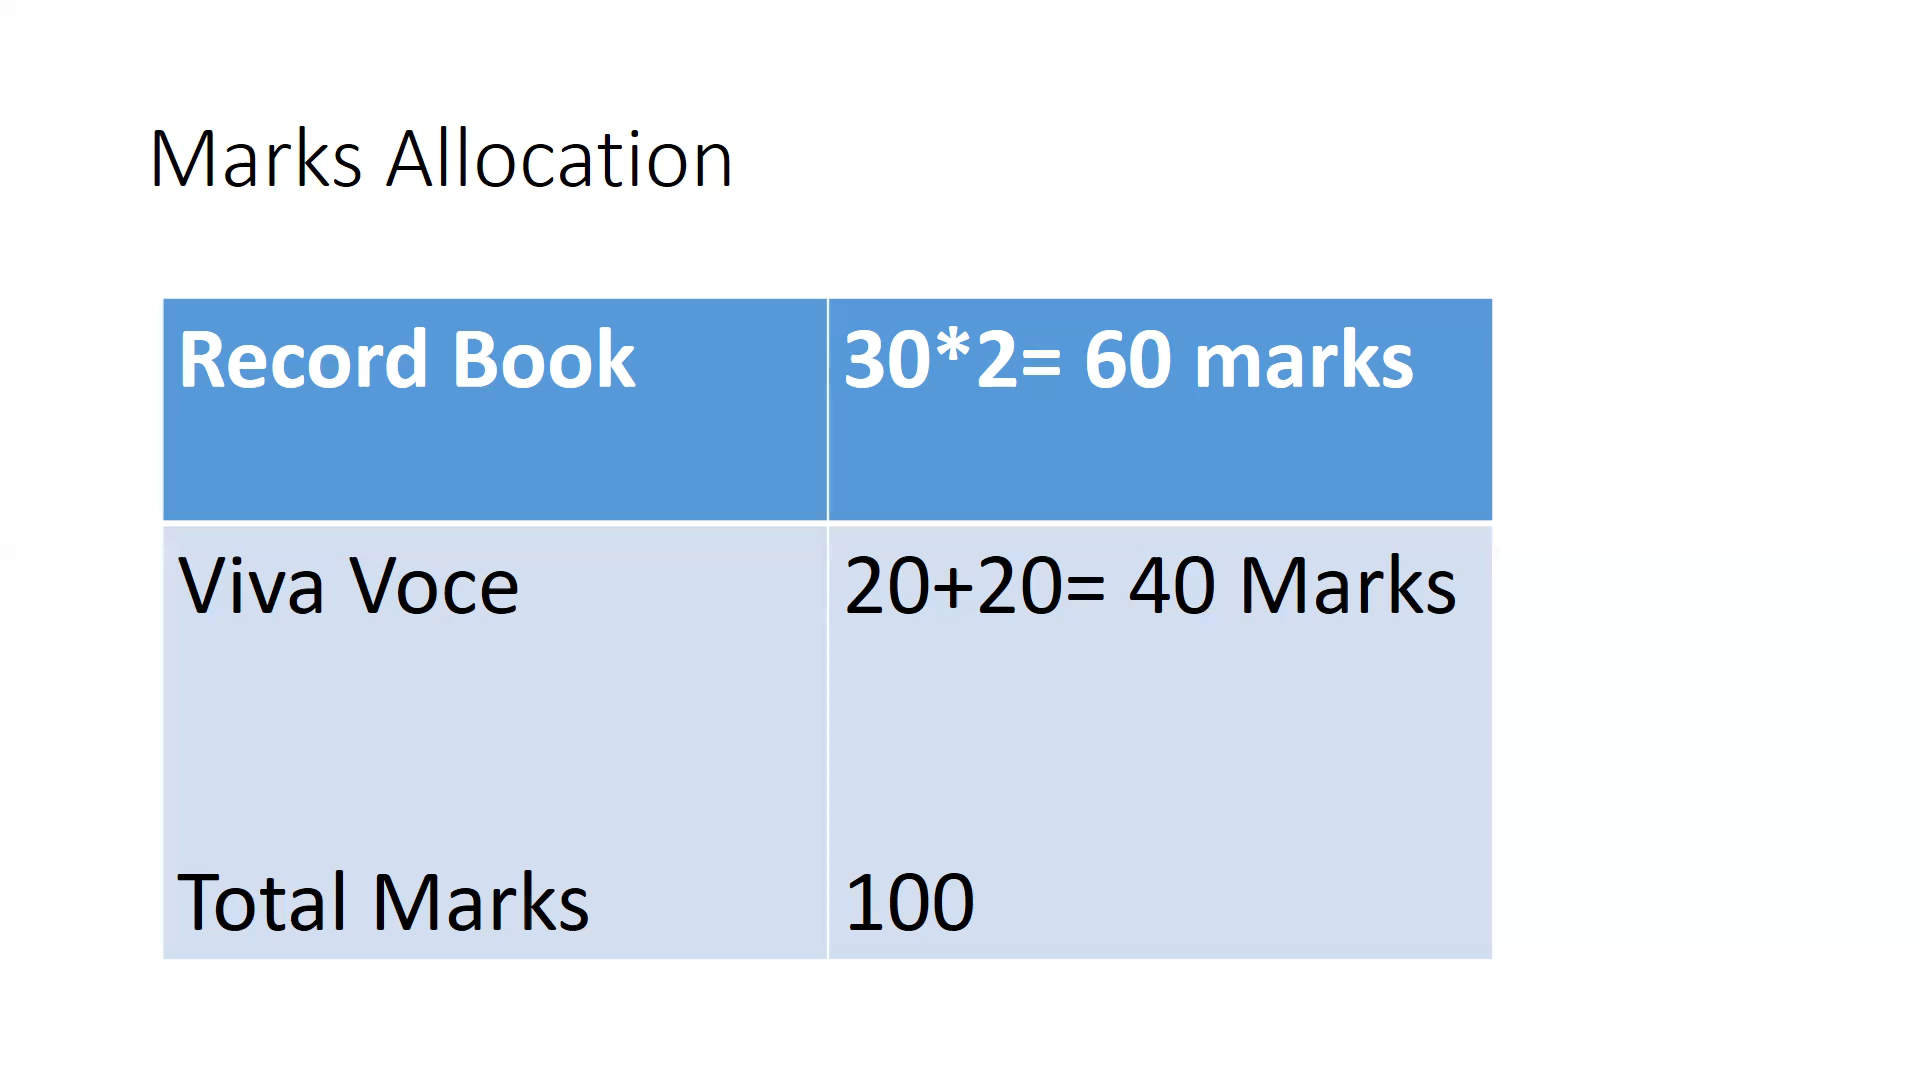 Marks Allocation
Record Book 30*2= 60 marks
Viva Voce 20+20= 40 Marks
Total Marks 100